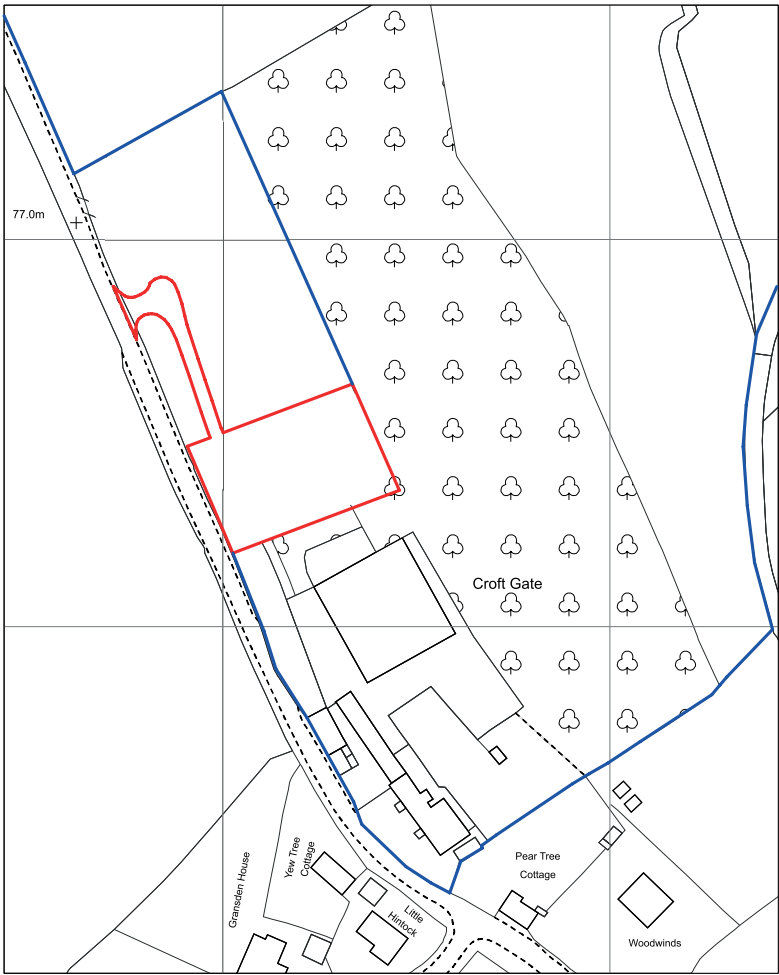 77.0m
Croft Gate
Pear Tree
Cottage
Yew Tree
Cottage
Gransden House
Little
Hintock
Woodwinds